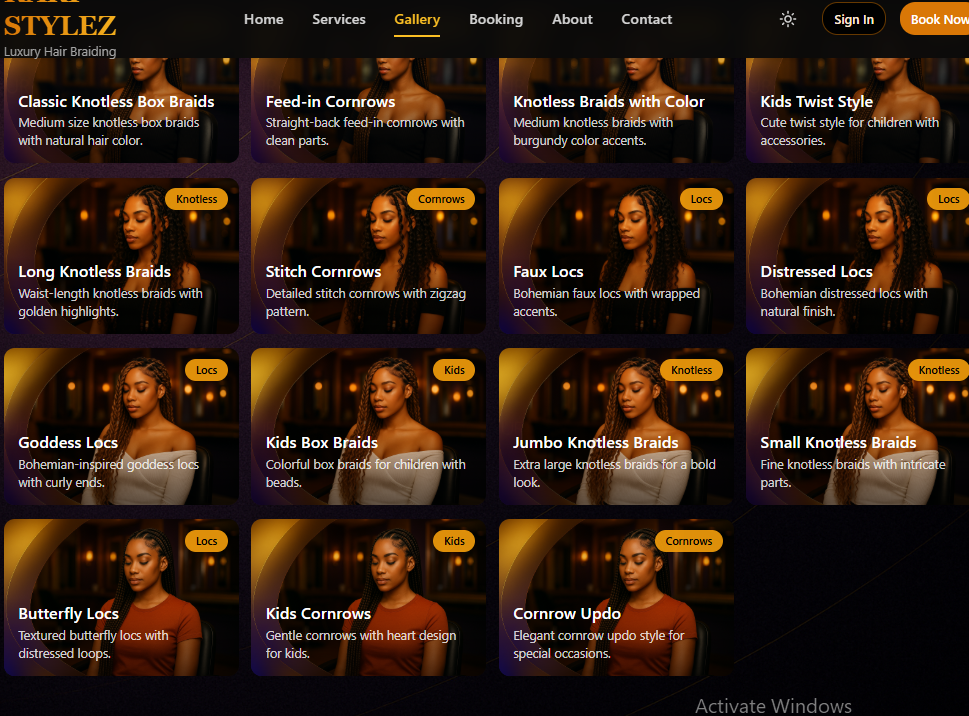 STYLEZ
Luxury Hair Braiding
Home Services Gallery Booking About Contact Sign In Book Now
Classic Knotless Box Braids
Medium size knotless box braids
with natural hair color.
Feed-in Cornrows
Straight-back feed-in cornrows with
clean parts.
Knotless Braids with Color
Medium knotless braids with
burgundy color accents.
Kids Twist Style
Cute twist style for children with
accessories.
Knotless
Long Knotless Braids
Waist-length knotless braids with
golden highlights.
Cornrows
Stitch Cornrows
Detailed stitch cornrows with zigzag
pattern.
Locs
Faux Locs
Bohemian faux locs with wrapped
accents.
Locs
Distressed Locs
Bohemian distressed locs with
natural finish.
Locs
Goddess Locs
Bohemian-inspired goddess locs
with curly ends.
Kids
Kids Box Braids
Colorful box braids for children with
beads.
Knotless
Jumbo Knotless Braids
Extra large knotless braids for a bold
look.
Knotless
Small Knotless Braids
Fine knotless braids with intricate
parts.
Locs
Butterfly Locs
Textured butterfly locs with
distressed loops.
Kids
Kids Cornrows
Gentle cornrows with heart design
for kids.
Cornrows
Cornrow Updo
Elegant cornrow updo style for
special occasions.
Activate Windows